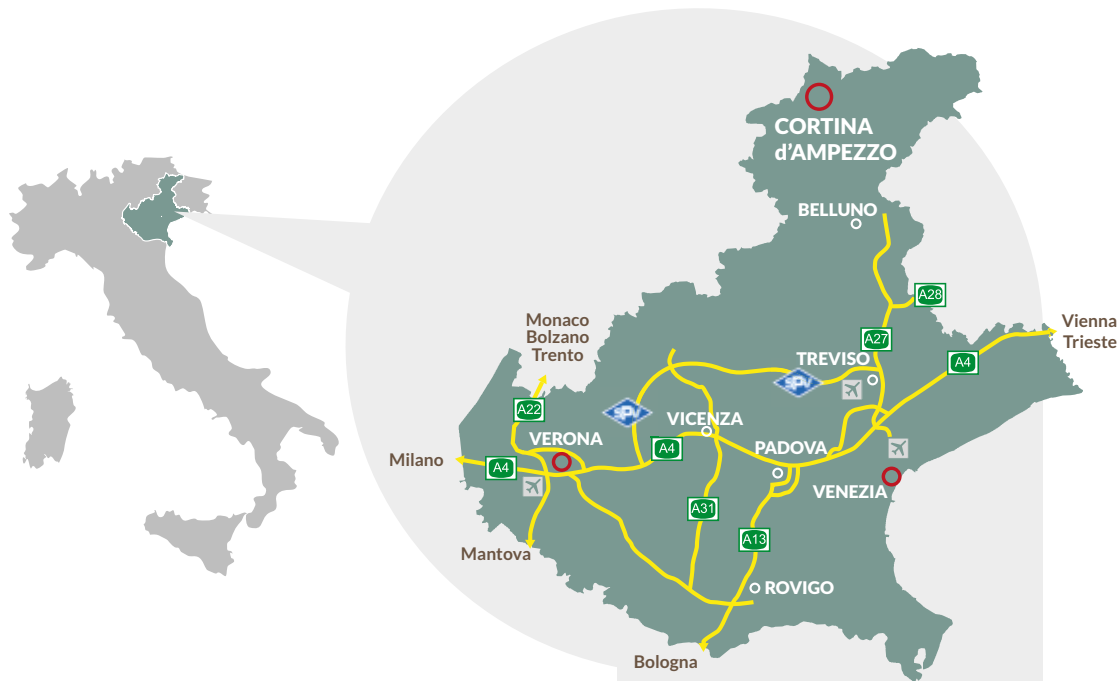 CORTINA
d'AMPEZZO
BELLUNO
A28
Monaco
Bolzano
Trento
Vienna
Trieste
A27
TREVISO
A4
SPV
A22
SPV
VICENZA
VERONA
A4
PADOVA
Milano
A4
VENEZIA
A31
A13
Mantova
ROVIGO
Bologna